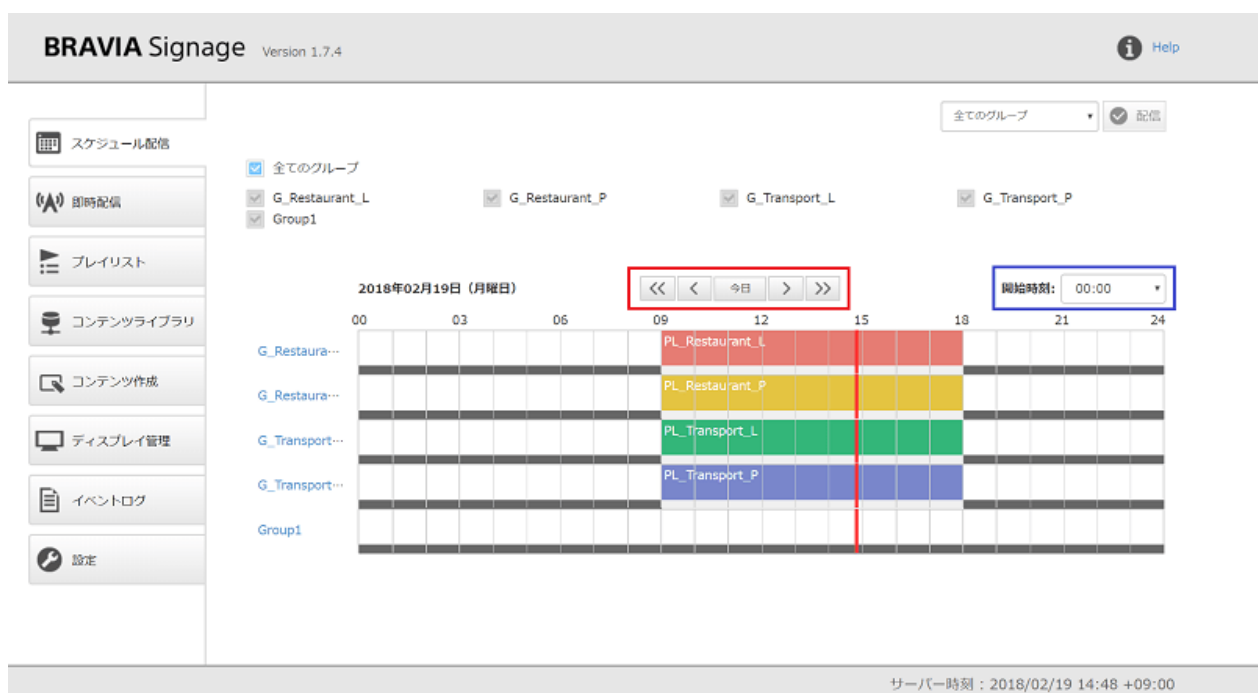 BRAVIA Signage Version 1.7.4
Help
全てのグループ
配信
スケジュール配信
即時配信
プレイリスト
コンテンツライブラリ
コンテンツ作成
ディスプレイ管理
イベントログ
設定
全てのグループ
G_Restaurant_L G_Restaurant_P G_Transport_L G_Transport_P
Group1
2018年02月19日（月曜日）
<< < 今日 > >>
開始時刻: 00:00
00 03 06 09 12 15 18 21 24
G_Restaura… PL_Restaurant_L
G_Restaura… PL_Restaurant_P
G_Transport… PL_Transport_L
G_Transport… PL_Transport_P
Group1
サーバー時刻：2018/02/19 14:48 +09:00